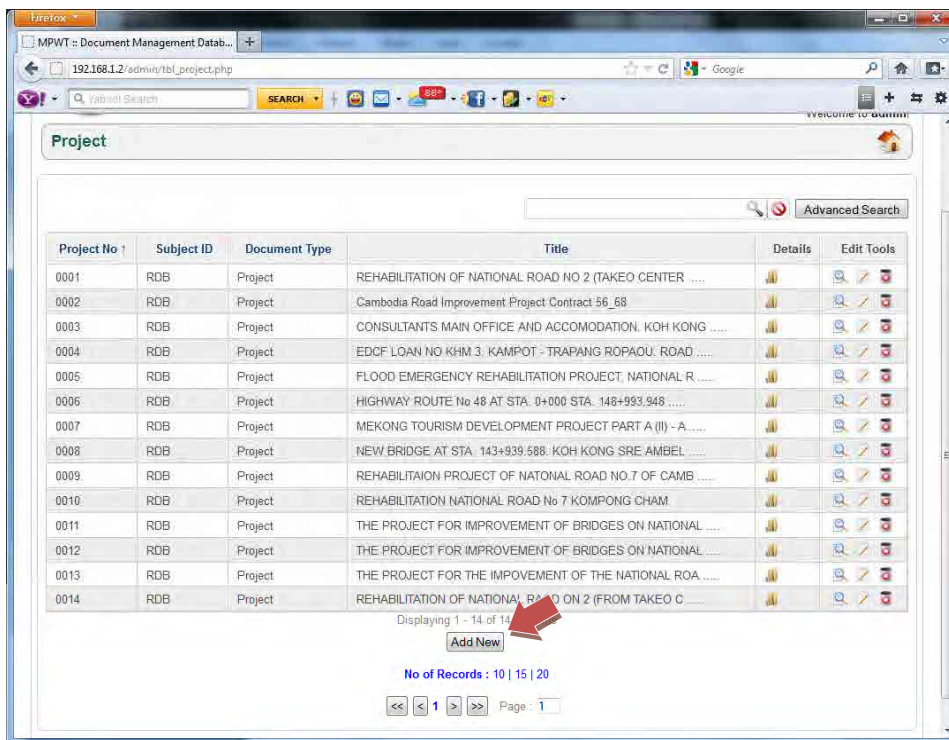 Firefox
MPWT :: Document Management Datab...
192.168.1.2/admin/tbl_project.php
Google
Search
SEARCH
88°
Welcome to admin!
Project
Advanced Search
Project No ↑ Subject ID Document Type Title Details Edit Tools
0001 RDB Project REHABILITATION OF NATIONAL ROAD NO 2 (TAKEO CENTER .....
0002 RDB Project Cambodia Road Improvement Project Contract 56_68
0003 RDB Project CONSULTANTS MAIN OFFICE AND ACCOMODATION, KOH KONG .....
0004 RDB Project EDCF LOAN NO KHM 3. KAMPOT - TRAPANG ROPAOU. ROAD .....
0005 RDB Project FLOOD EMERGENCY REHABILITATION PROJECT, NATIONAL R .....
0006 RDB Project HIGHWAY ROUTE No 48 AT STA. 0+000 STA. 148+993.948 .....
0007 RDB Project MEKONG TOURISM DEVELOPMENT PROJECT PART A (II) - A .....
0008 RDB Project NEW BRIDGE AT STA. 143+939.588. KOH KONG SRE AMBEL .....
0009 RDB Project REHABILITAION PROJECT OF NATONAL ROAD NO.7 OF CAMB .....
0010 RDB Project REHABILITATION NATIONAL ROAD No 7 KOMPONG CHAM
0011 RDB Project THE PROJECT FOR IMPROVEMENT OF BRIDGES ON NATIONAL .....
0012 RDB Project THE PROJECT FOR IMPROVEMENT OF BRIDGES ON NATIONAL .....
0013 RDB Project THE PROJECT FOR THE IMPOVEMENT OF THE NATIONAL ROA .....
0014 RDB Project REHABILITATION OF NATIONAL ON 2 (FROM TAKEO C .....
Displaying 1 - 14 of 14
Add New
No of Records : 10 | 15 | 20
<< < 1 > >> Page : 1